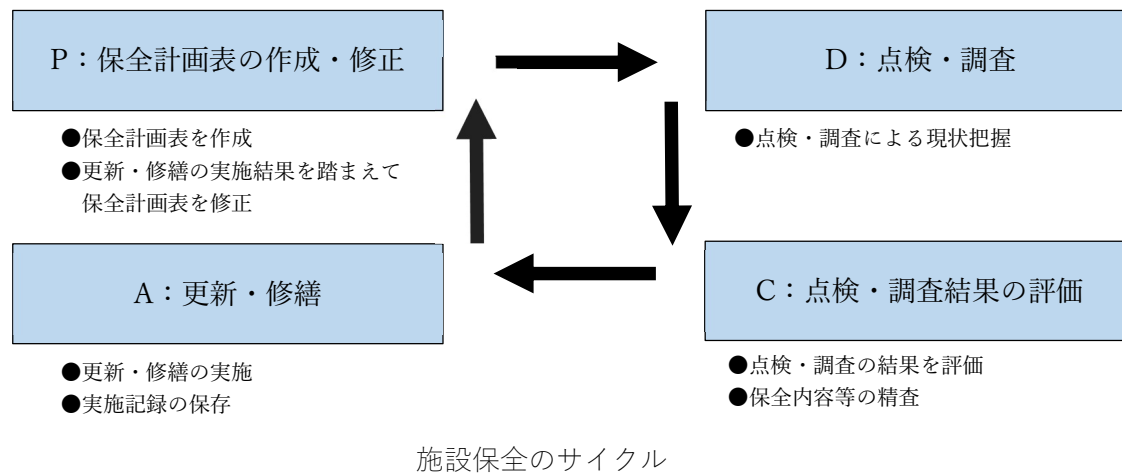 P：保全計画表の作成・修正
●保全計画表を作成
●更新・修繕の実施結果を踏まえて
保全計画表を修正
D：点検・調査
●点検・調査による現状把握
C：点検・調査結果の評価
●点検・調査の結果を評価
●保全内容等の精査
A：更新・修繕
●更新・修繕の実施
●実施記録の保存
施設保全のサイクル